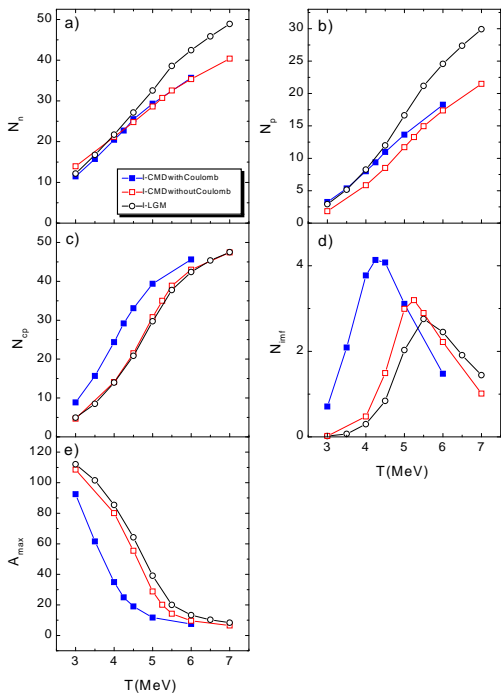 a)
60
50
40
30
20
10
0
N_n
I-CMDwithCoulomb
I-CMDwithoutCoulomb
I-LGM
b)
30
25
20
15
10
5
0
N_p
c)
50
40
30
20
10
0
N_cp
d)
4
2
0
N_imf
3 4 5 6 7
T(MeV)
e)
120
100
80
60
40
20
0
A_max
3 4 5 6 7
T(MeV)